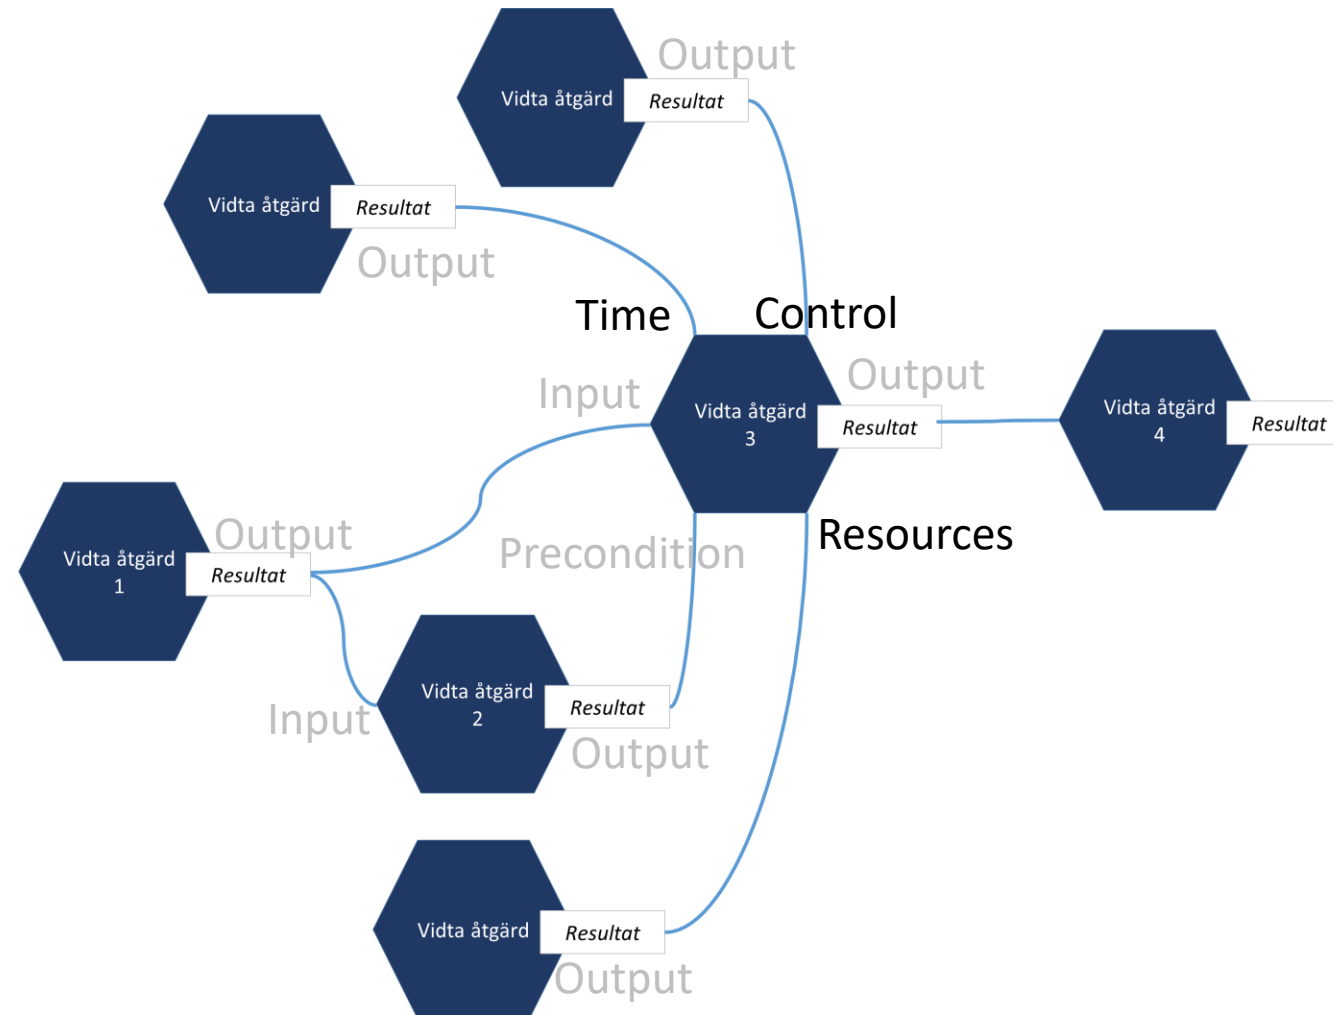 Output
Vidta åtgärd
Resultat
Vidta åtgärd
Resultat
Output
Time
Control
Input
Output
Vidta åtgärd
3
Resultat
Vidta åtgärd
4
Resultat
Output
Vidta åtgärd
1
Resultat
Precondition
Resources
Input
Vidta åtgärd
2
Resultat
Output
Vidta åtgärd
Resultat
Output